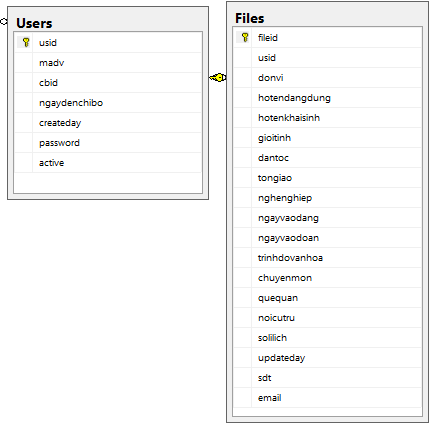 Users
usid
madv
cbid
ngaydenchibo
createday
password
active
Files
fileid
usid
donvi
hotendangdung
hotenkhaisinh
gioitinh
dantoc
tongiao
nghenghiep
ngayvaodang
ngayvaodoan
trinhdovanhoa
chuyenmon
quequan
noicutru
solilich
updateday
sdt
email